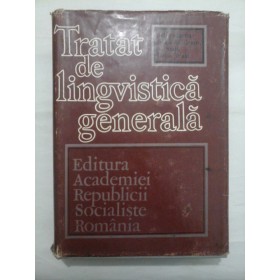 Tratat
de
lingvistică
generală
Editura
Academiei
Republicii
Socialiste
România